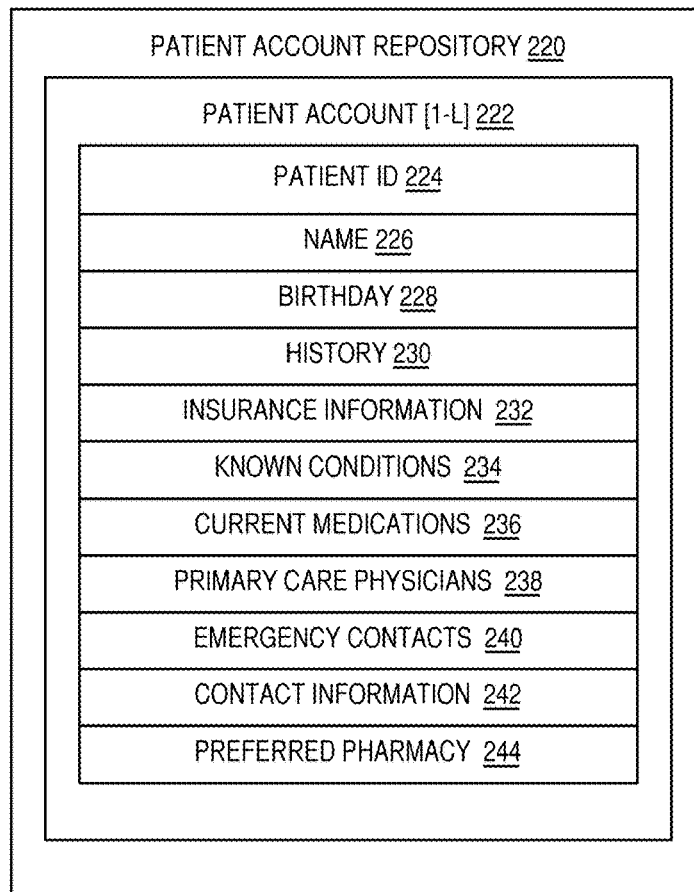 PATIENT ACCOUNT REPOSITORY 220
PATIENT ACCOUNT [1-L] 222
PATIENT ID 224
NAME 226
BIRTHDAY 228
HISTORY 230
INSURANCE INFORMATION 232
KNOWN CONDITIONS 234
CURRENT MEDICATIONS 236
PRIMARY CARE PHYSICIANS 238
EMERGENCY CONTACTS 240
CONTACT INFORMATION 242
PREFERRED PHARMACY 244